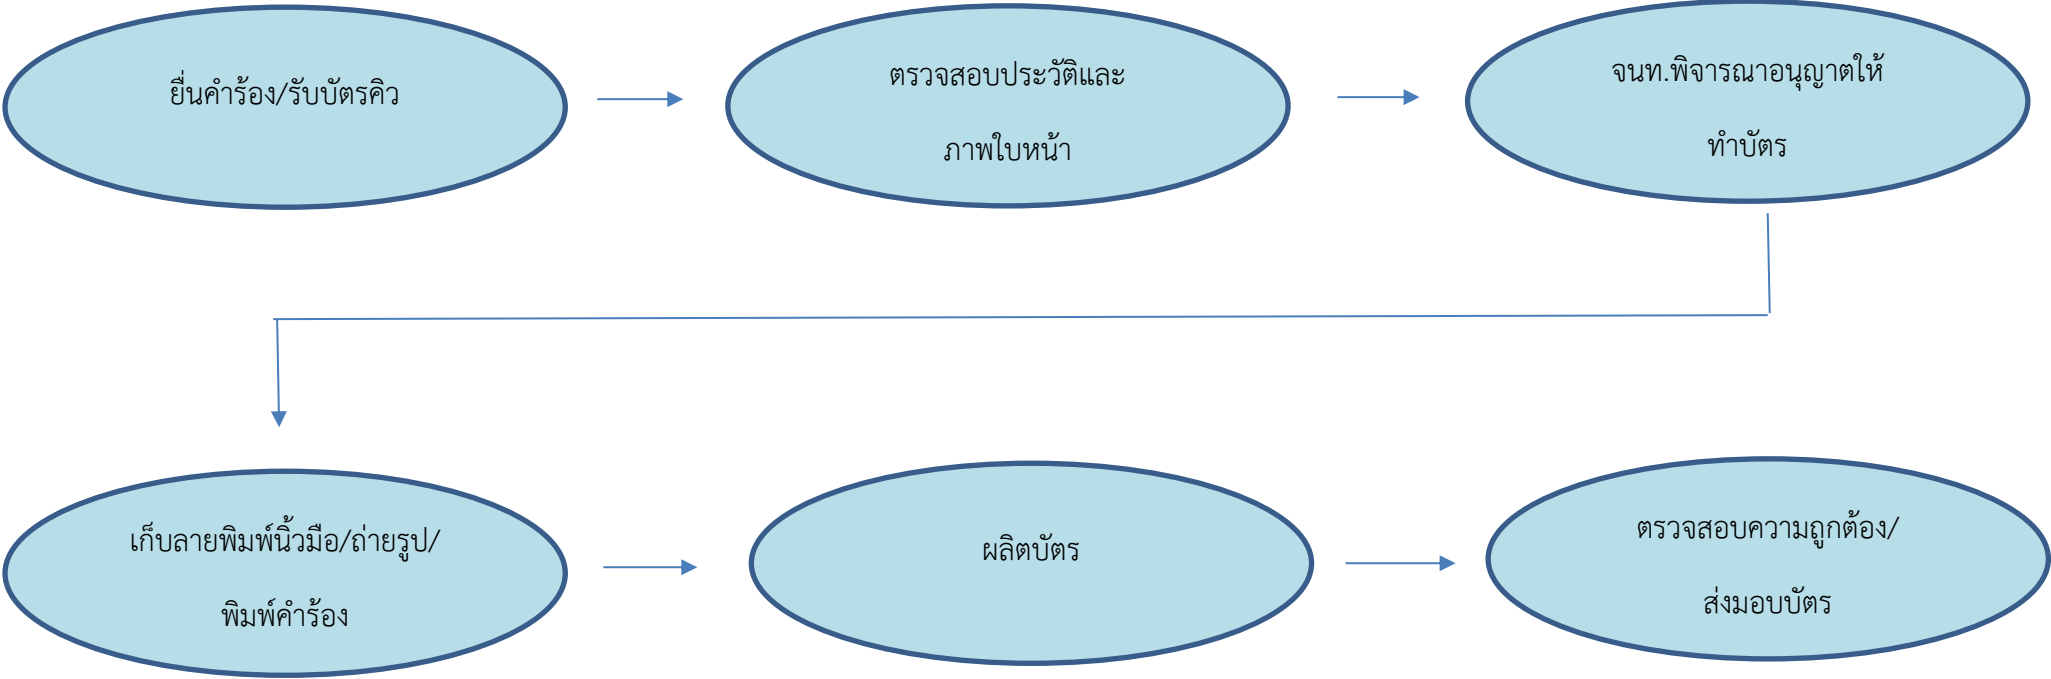 ยื่นคำร้อง/รับบัตรคิว
ตรวจสอบประวัติและ
ภาพใบหน้า
จนท.พิจารณาอนุญาตให้
ทำบัตร
เก็บลายพิมพ์นิ้วมือ/ถ่ายรูป/
พิมพ์คำร้อง
ผลิตบัตร
ตรวจสอบความถูกต้อง/
ส่งมอบบัตร